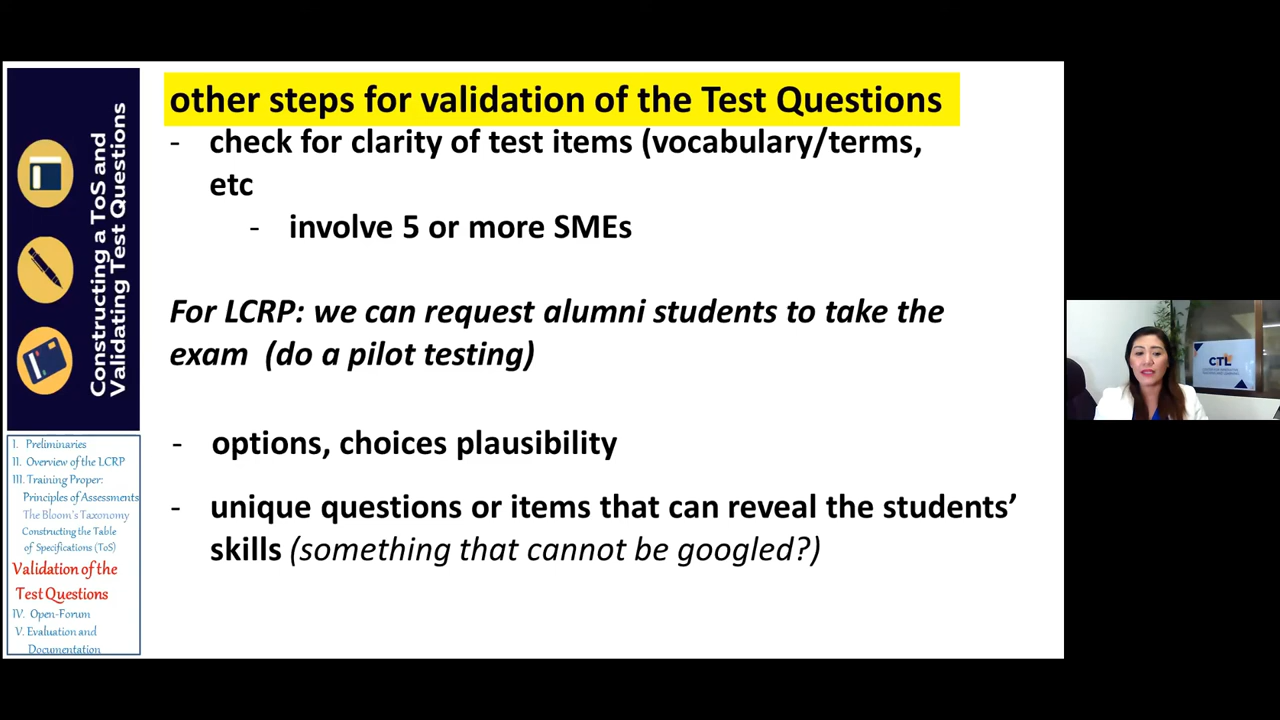 other steps for validation of the Test Questions
- check for clarity of test items (vocabulary/terms,
etc
- involve 5 or more SMEs
For LCRP: we can request alumni students to take the
exam (do a pilot testing)
- options, choices plausibility
- unique questions or items that can reveal the students’
skills (something that cannot be googled?)
Constructing a ToS and
Validating Test Questions
I. Preliminaries
II. Overview of the LCRP
III. Training Proper:
Principles of Assessments
The Bloom's Taxonomy
Constructing the Table
of Specifications (ToS)
Validation of the
Test Questions
IV. Open-Forum
V. Evaluation and
Documentation
CTL